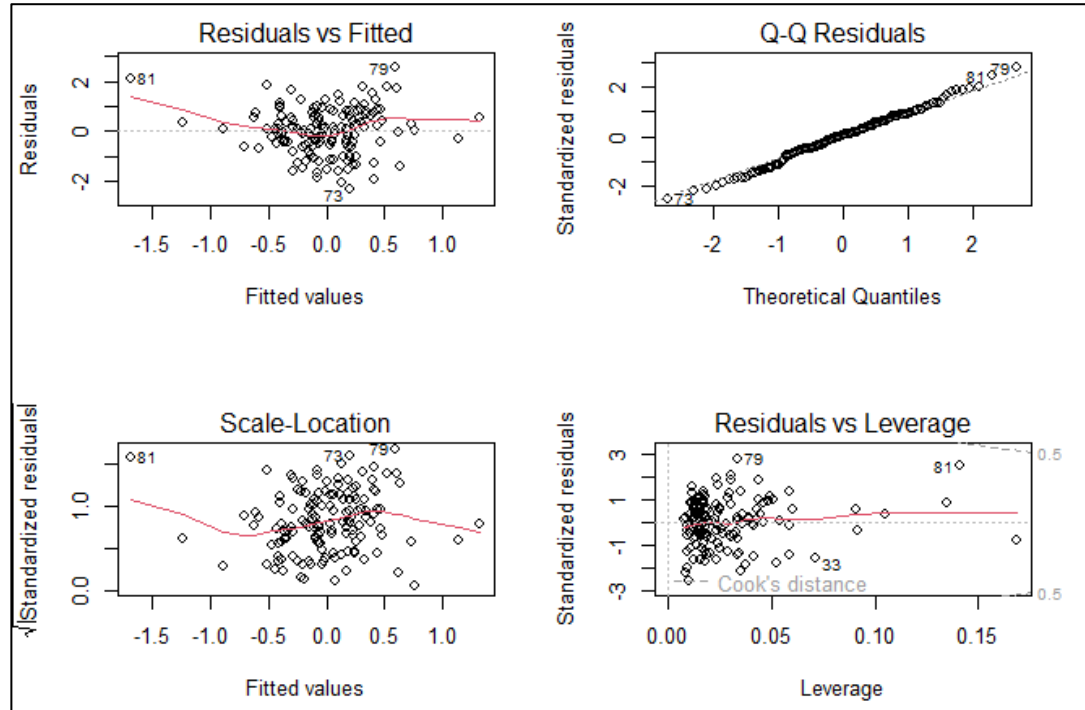 Residuals vs Fitted
Residuals
2
0
-2
81
79
73
-1.5 -1.0 -0.5 0.0 0.5 1.0
Fitted values
Q-Q Residuals
Standardized residuals
2
0
-2
81 79
73
-2 -1 0 1 2
Theoretical Quantiles
Scale-Location
√|Standardized residuals|
1.0
0.0
81
73 79
-1.5 -1.0 -0.5 0.0 0.5 1.0
Fitted values
Residuals vs Leverage
Standardized residuals
3
1
-1
-3
79
81
33
0.5
0.5
Cook's distance
0.00 0.05 0.10 0.15
Leverage